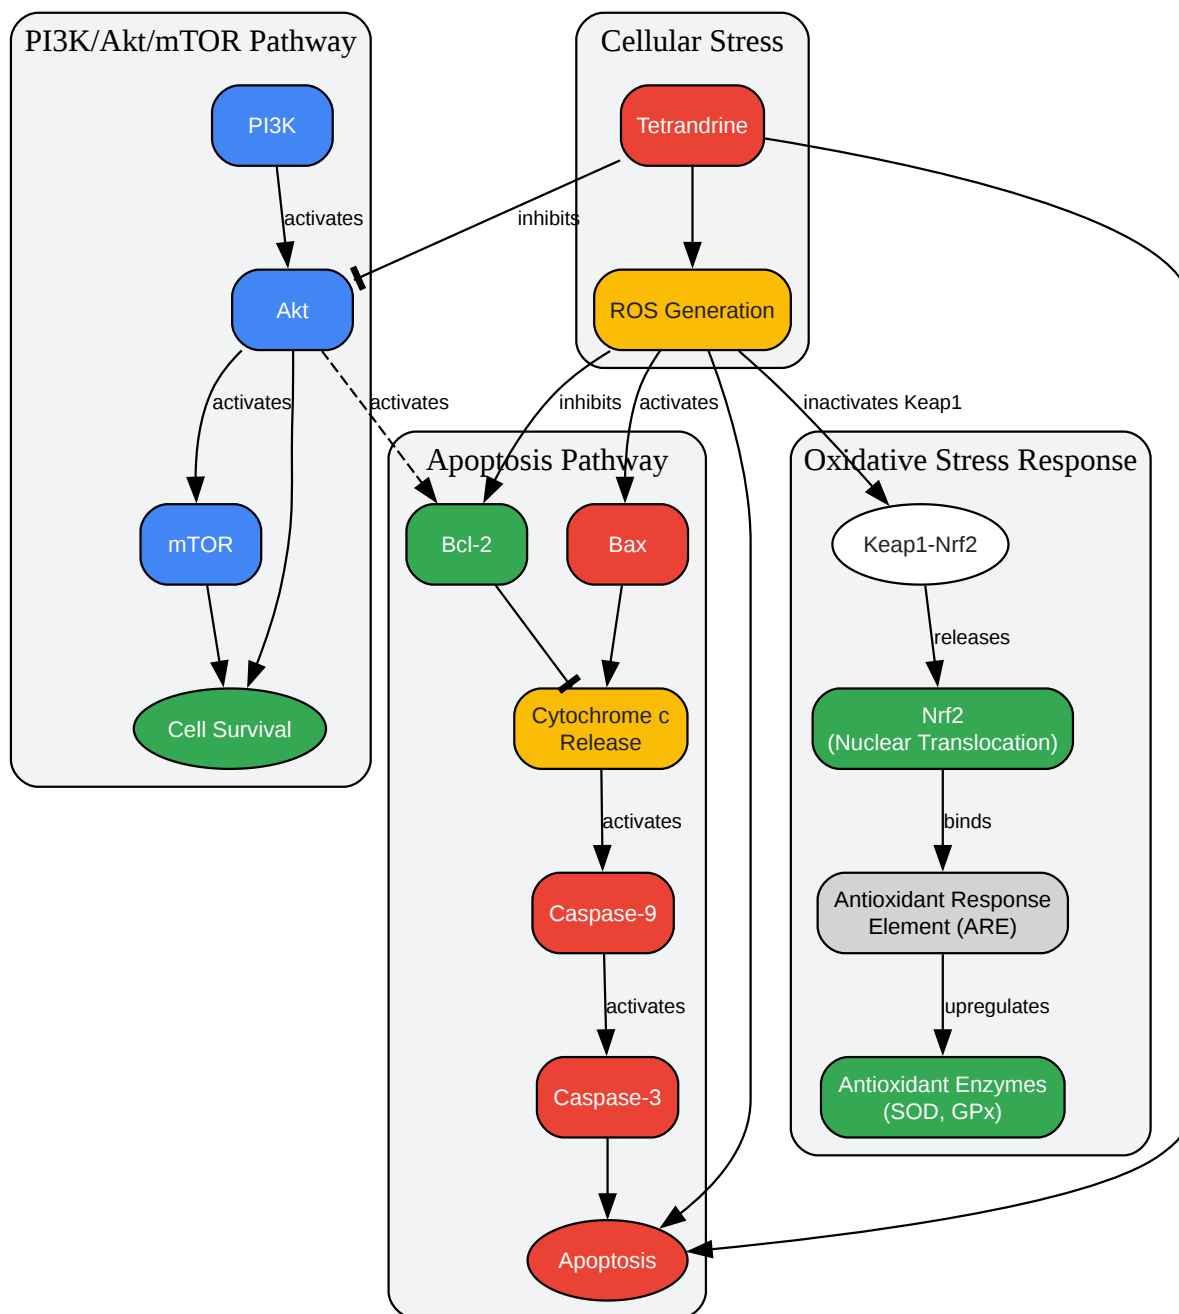 PI3K/Akt/mTOR Pathway
Cellular Stress
PI3K
Tetrandrine
activates
inhibits
Akt
ROS Generation
activates
activates
inhibits
activates
inactivates Keap1
Apoptosis Pathway
Oxidative Stress Response
mTOR
Bcl-2
Bax
Keap1-Nrf2
releases
Cell Survival
Cytochrome c
Release
Nrf2
(Nuclear Translocation)
activates
binds
Caspase-9
Antioxidant Response
Element (ARE)
activates
upregulates
Caspase-3
Antioxidant Enzymes
(SOD, GPx)
Apoptosis